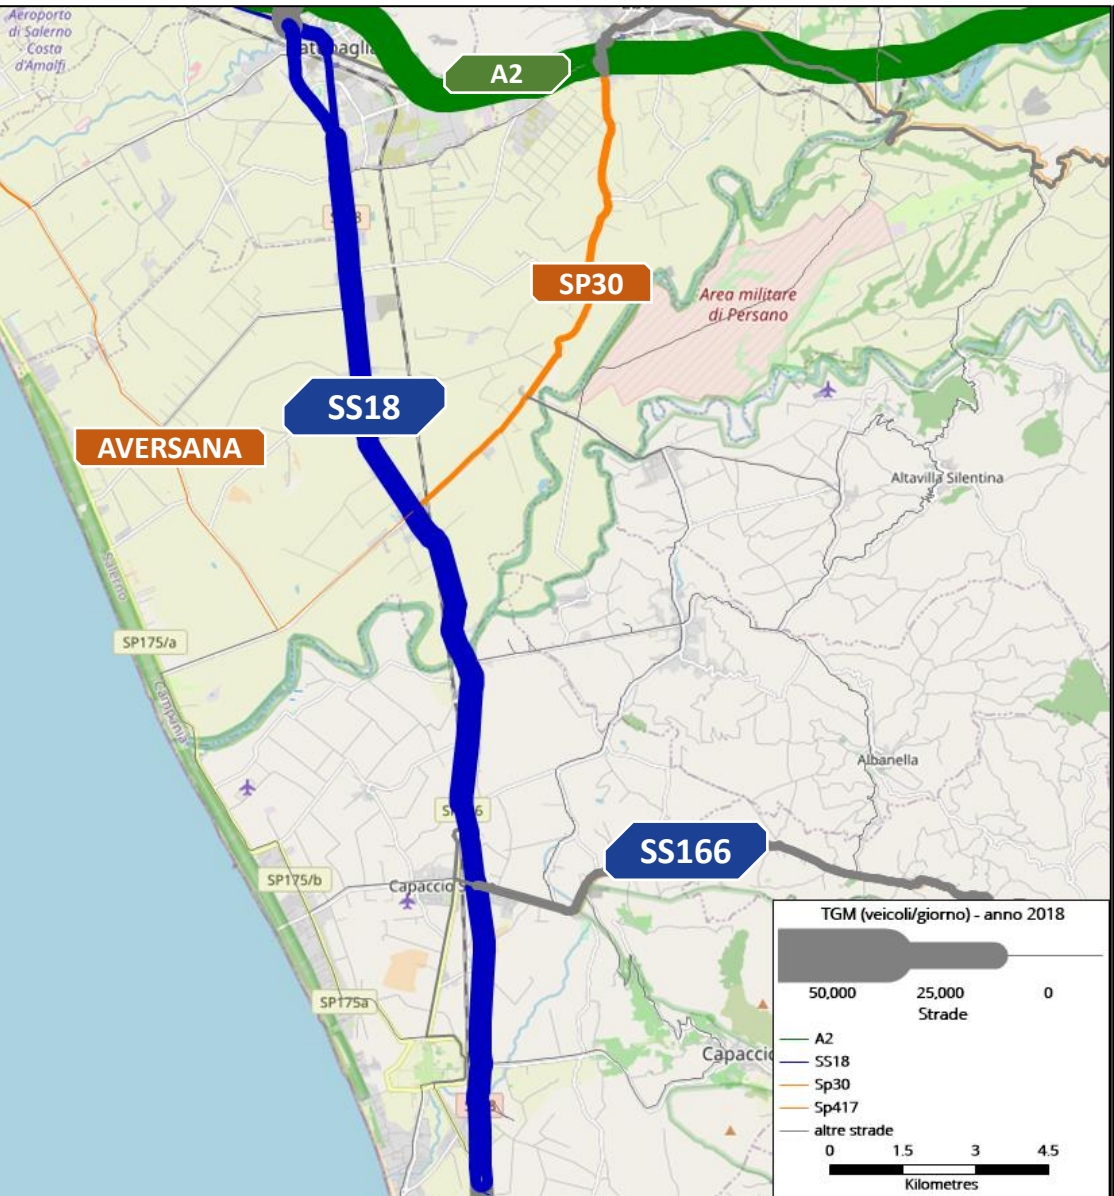 Aeroporto
di Salerno
Costa
d'Amalfi
A2
SP30
Area militare
di Persano
SS18
AVERSANA
Altavilla Silentina
Salerno
SP175/a
Campania
Albanella
SS166
SP175/b
Capaccio S
SP175a
Capaccio
TGM (veicoli/giorno) - anno 2018
50,000 25,000 0
Strade
A2
SS18
Sp30
Sp417
altre strade
0 1.5 3 4.5
Kilometres